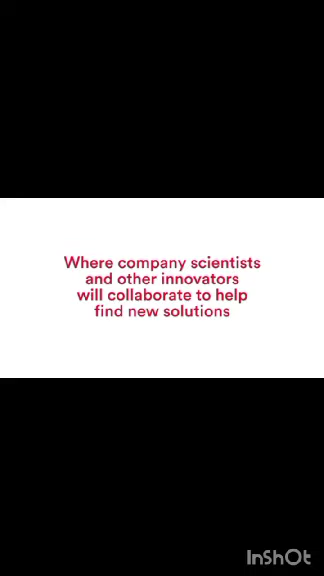 Where company scientists
and other innovators
will collaborate to help
find new solutions
InShOt